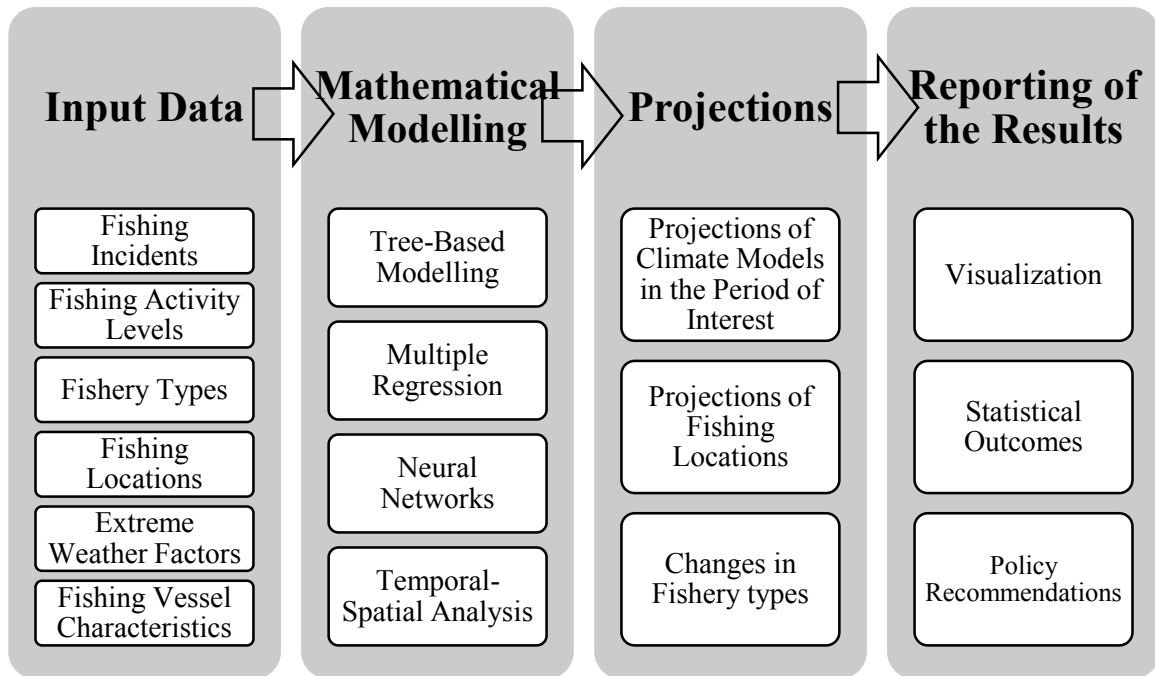 Input Data
Fishing
Incidents
Fishing Activity
Levels
Fishery Types
Fishing
Locations
Extreme
Weather Factors
Fishing Vessel
Characteristics
Mathematical
Modelling
Tree-Based
Modelling
Multiple
Regression
Neural
Networks
Temporal-
Spatial Analysis
Projections
Projections of
Climate Models
in the Period of
Interest
Projections of
Fishing
Locations
Changes in
Fishery types
Reporting of
the Results
Visualization
Statistical
Outcomes
Policy
Recommendations